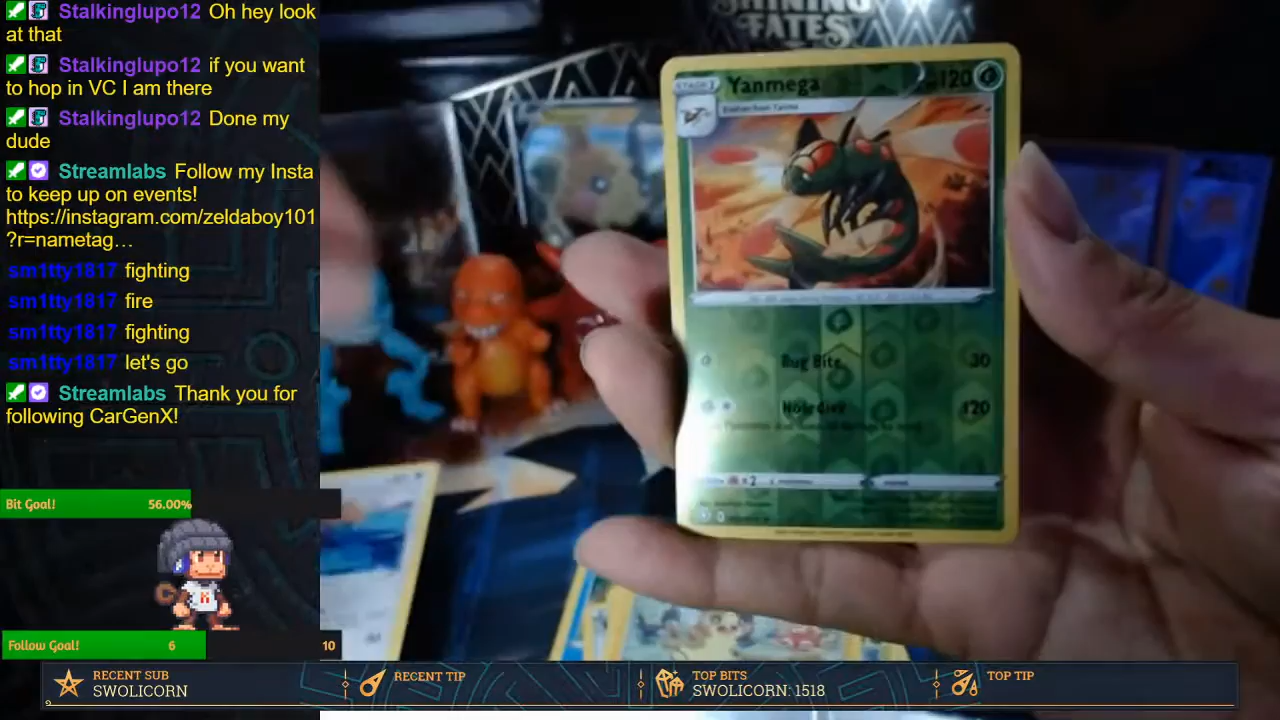 Stalkinglupo12 Oh hey look
at that
Stalkinglupo12 if you want
to hop in VC I am there
Stalkinglupo12 Done my
dude
Streamlabs Follow my Insta
to keep up on events!
https://instagram.com/zeldaboy101
?r=nametag…
sm1tty1817 fighting
sm1tty1817 fire
sm1tty1817 fighting
sm1tty1817 let's go
Streamlabs Thank you for
following CarGenX!
Bit Goal! 56.00%
Follow Goal! 6 10
SHINING
FATES
Yanmega 120
Bug Bite 30
120
x2
RECENT SUB
SWOLICORN
RECENT TIP
TOP BITS
SWOLICORN: 1518
TOP TIP